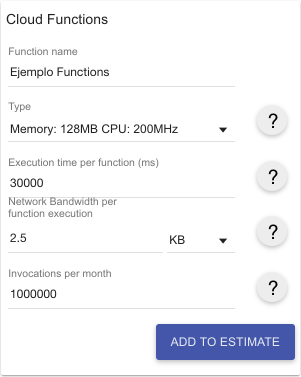 Cloud Functions
Function name
Ejemplo Functions
Type
Memory: 128MB CPU: 200MHz
?
Execution time per function (ms)
30000
?
Network Bandwidth per
function execution
2.5
KB
?
Invocations per month
1000000
?
ADD TO ESTIMATE